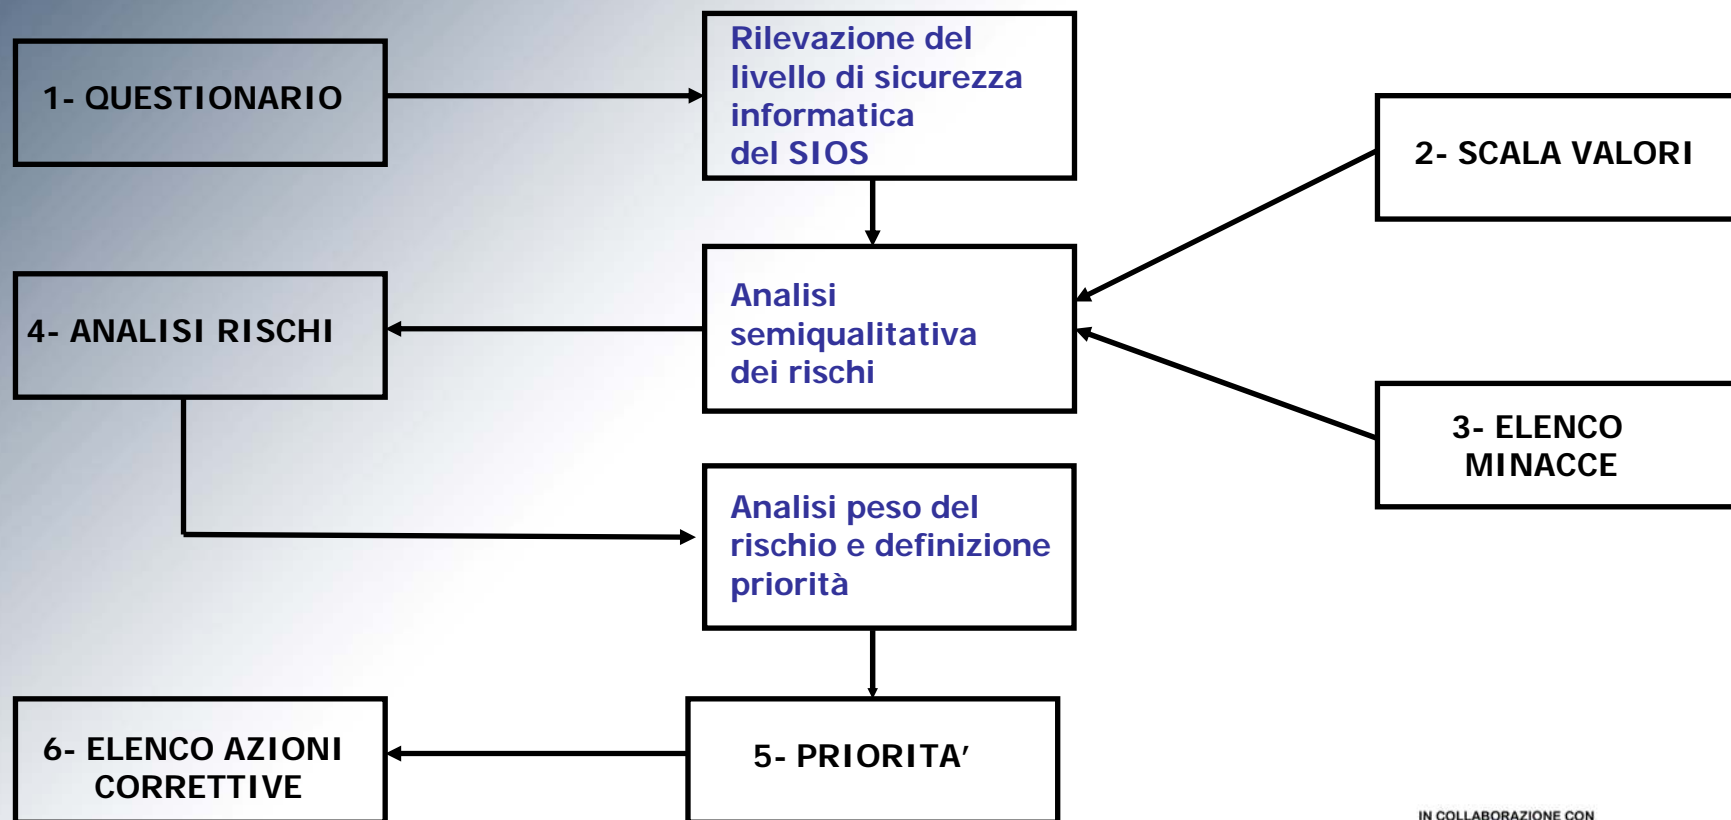 1- QUESTIONARIO
Rilevazione del
livello di sicurezza
informatica
del SIOS
2- SCALA VALORI
4- ANALISI RISCHI
Analisi
semiqualitativa
dei rischi
3- ELENCO
MINACCE
Analisi peso del
rischio e definizione
priorità
6- ELENCO AZIONI
CORRETTIVE
5- PRIORITA’
IN COLLABORAZIONE CON